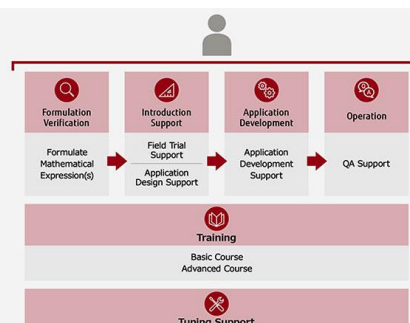 Formulation
Verification
Formulate
Mathematical
Expression(s)
Introduction
Support
Field Trial
Support
Application
Design Support
Application
Development
Application
Development
Support
Operation
QA Support
Training
Basic Course
Advanced Course
Tuning Support